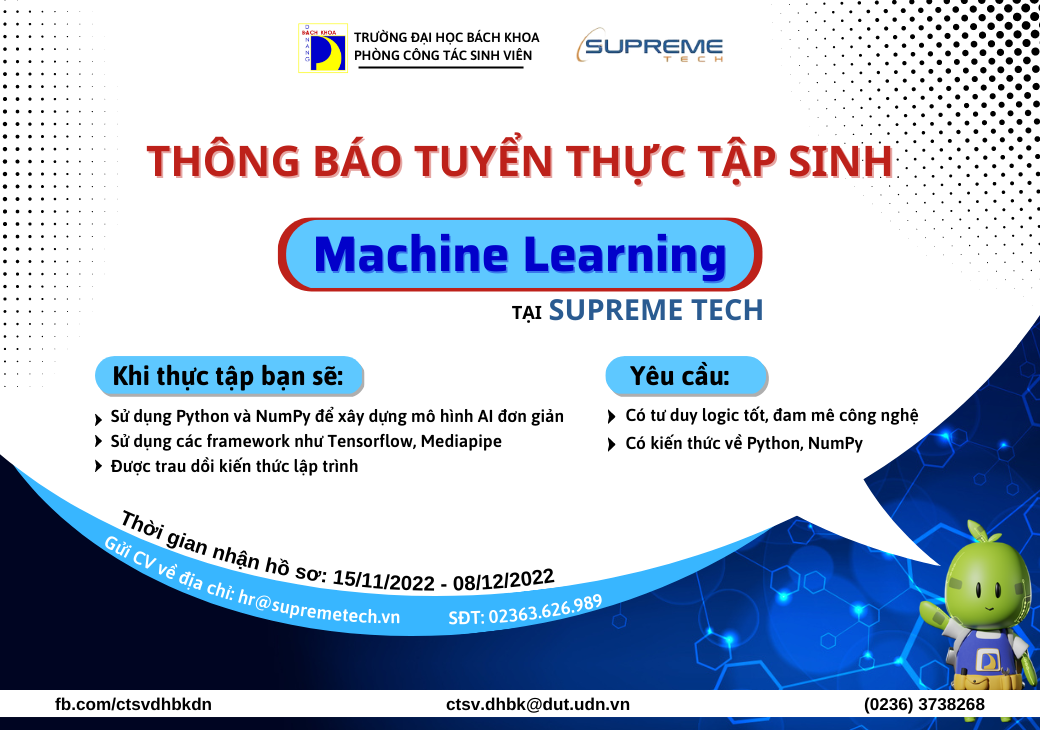 BÁCH KHOA
ĐÀ NẴNG
TRƯỜNG ĐẠI HỌC BÁCH KHOA
PHÒNG CÔNG TÁC SINH VIÊN
SUPREME
TECH
THÔNG BÁO TUYỂN THỰC TẬP SINH
Machine Learning
TẠI SUPREME TECH
Khi thực tập bạn sẽ:
Sử dụng Python và NumPy để xây dựng mô hình AI đơn giản
Sử dụng các framework như Tensorflow, Mediapipe
Được trau dồi kiến thức lập trình
Yêu cầu:
Có tư duy logic tốt, đam mê công nghệ
Có kiến thức về Python, NumPy
Thời gian nhận hồ sơ: 15/11/2022 - 08/12/2022
Gửi CV về địa chỉ: hr@supremetech.vn SĐT: 02363.626.989
fb.com/ctsvdhbkdn ctsv.dhbk@dut.udn.vn (0236) 3738268